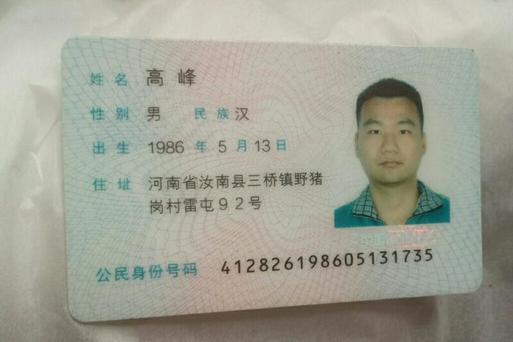 姓名 高峰
性别 男 民族 汉
出生 1986 年 5 月 13 日
住址 河南省汝南县三桥镇野猪
岗村雷屯92号
公民身份号码 412826198605131735